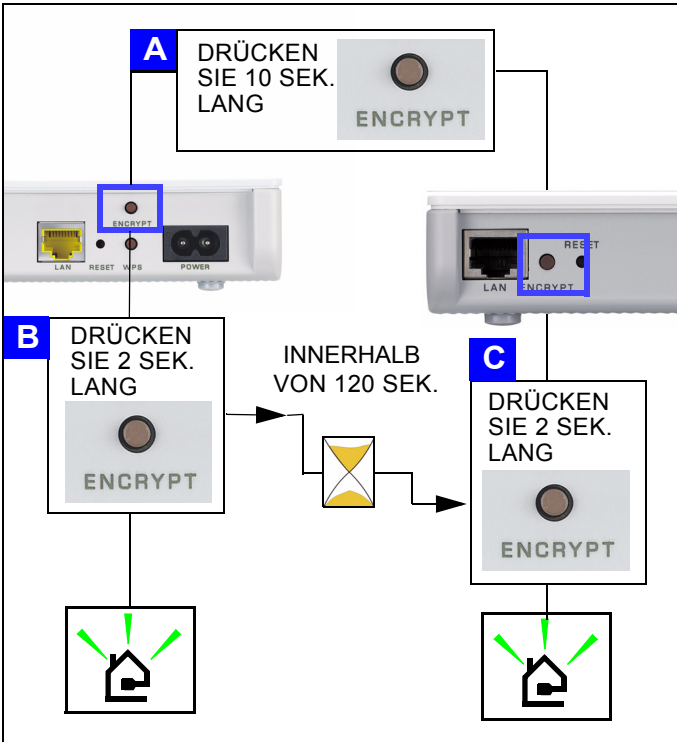 A
DRÜCKEN
SIE 10 SEK.
LANG
ENCRYPT
ENCRYPT
LAN RESET WPS POWER
RESET
LAN ENCRYPT
B
DRÜCKEN
SIE 2 SEK.
LANG
ENCRYPT
INNERHALB
VON 120 SEK.
C
DRÜCKEN
SIE 2 SEK.
LANG
ENCRYPT